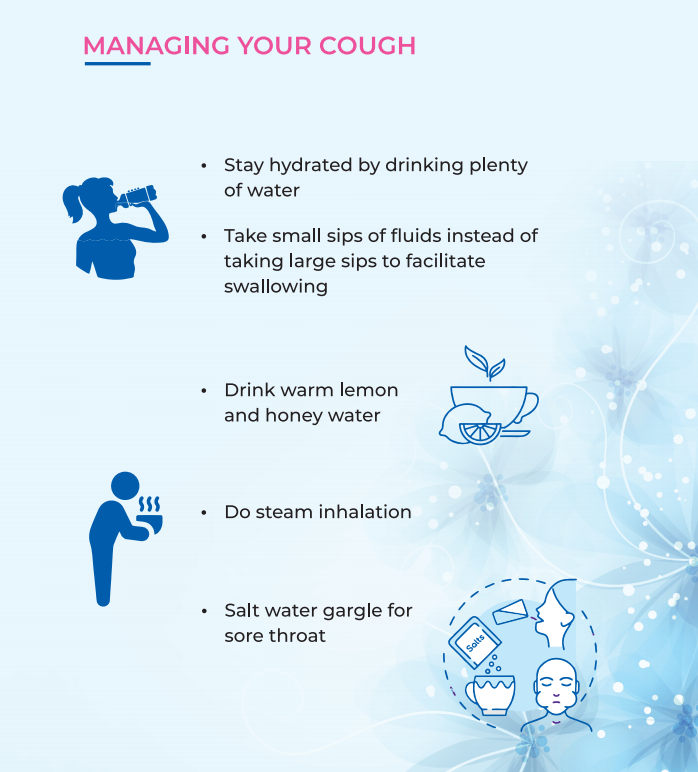 MANAGING YOUR COUGH
• Stay hydrated by drinking plenty
of water
• Take small sips of fluids instead of
taking large sips to facilitate
swallowing
• Drink warm lemon
and honey water
• Do steam inhalation
• Salt water gargle for
sore throat
Salts